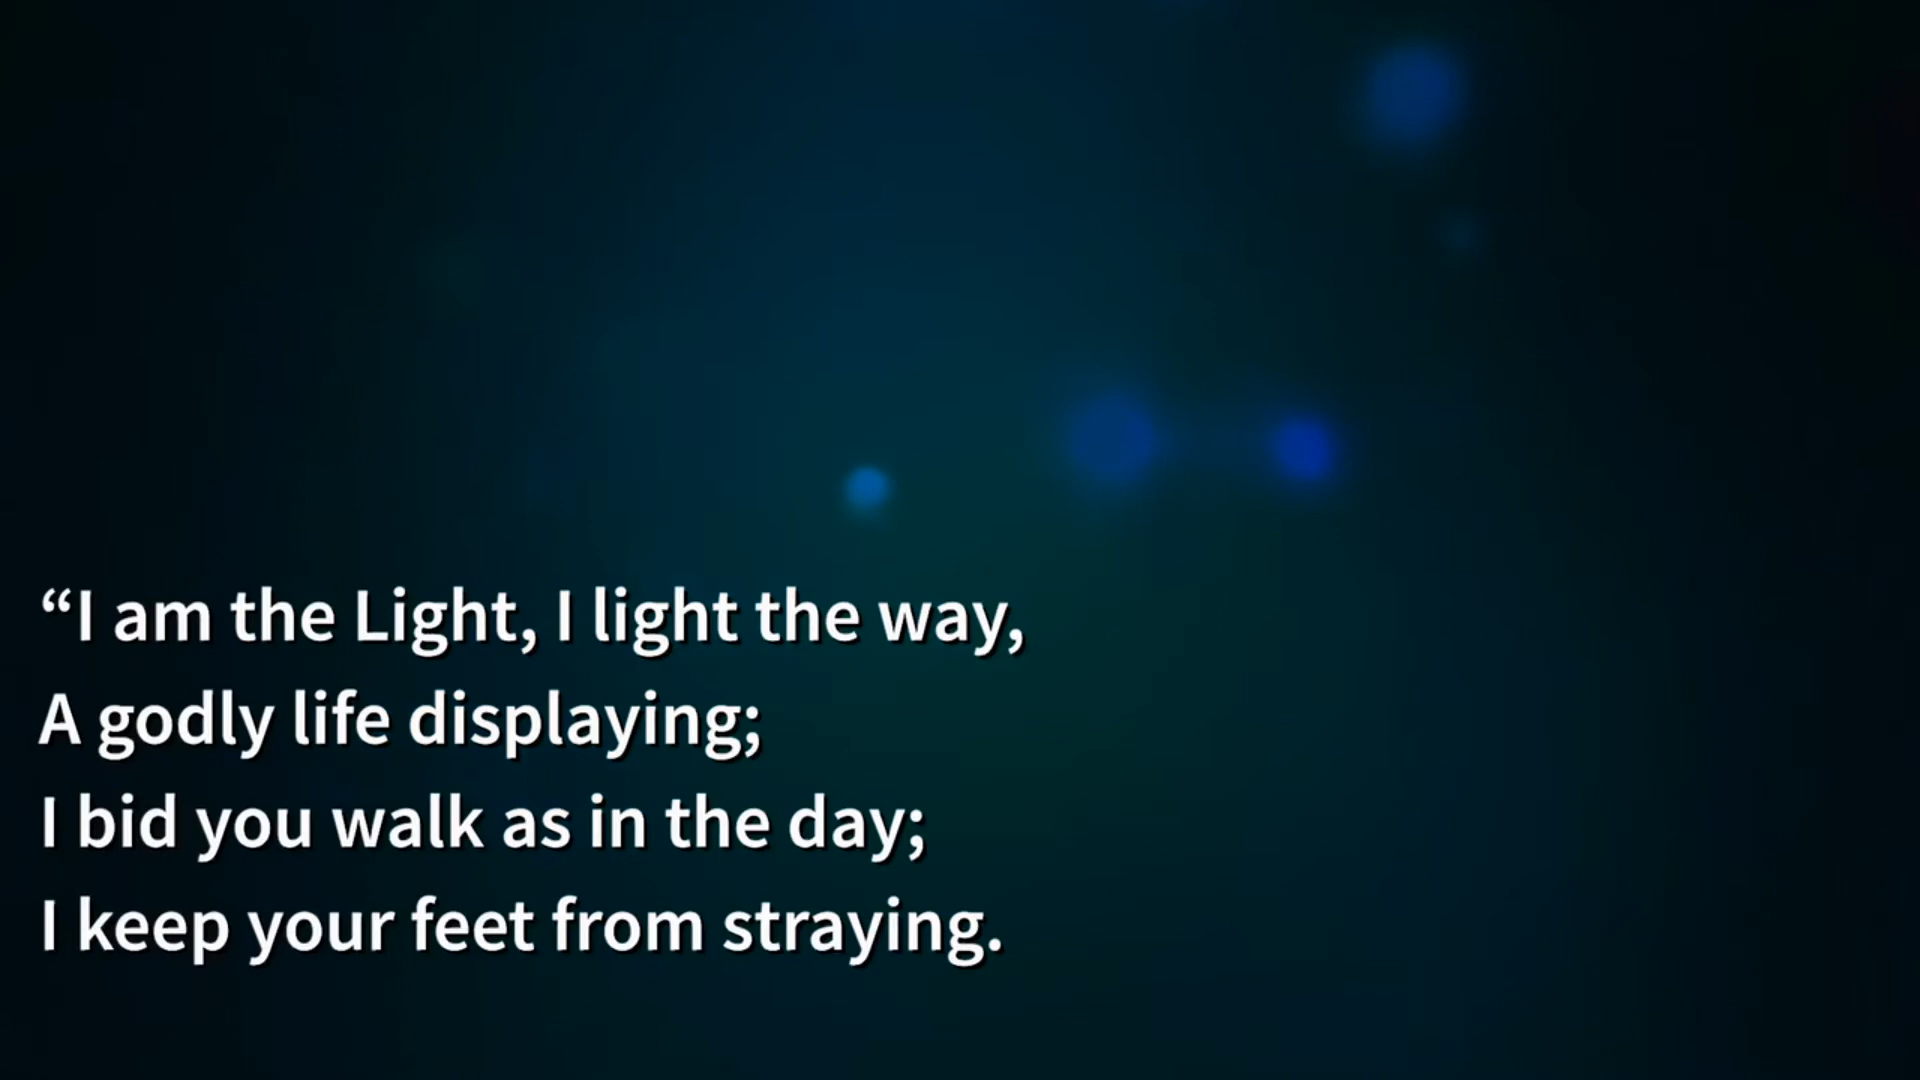 “I am the Light, I light the way,
A godly life displaying;
I bid you walk as in the day;
I keep your feet from straying.